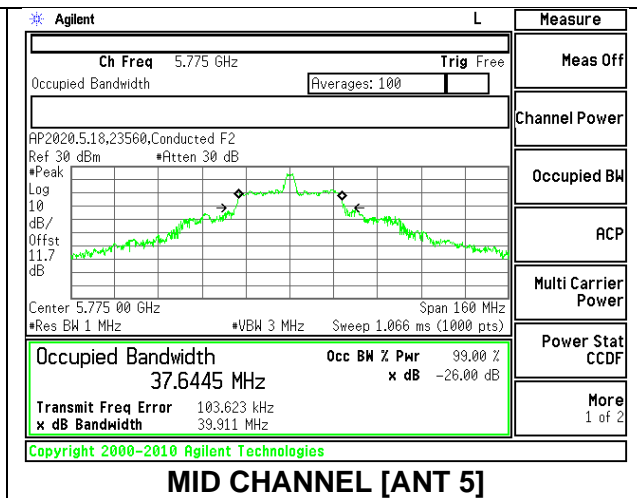 Agilent L Measure
Ch Freq 5.775 GHz Trig Free
Meas Off
Occupied Bandwidth Averages: 100
Channel Power
AP2020.5.18,23560,Conducted F2
Ref 30 dBm #Atten 30 dB
#Peak
Log
10
dB/
Offst
11.7
dB
Occupied BW
ACP
Multi Carrier
Power
Center 5.775 00 GHz Span 160 MHz
#Res BW 1 MHz #VBW 3 MHz Sweep 1.066 ms (1000 pts)
Power Stat
CCDF
Occupied Bandwidth Occ BW % Pwr 99.00 %
37.6445 MHz x dB -26.00 dB
Transmit Freq Error 103.623 kHz
x dB Bandwidth 39.911 MHz
More
1 of 2
Copyright 2000-2010 Agilent Technologies
MID CHANNEL [ANT 5]